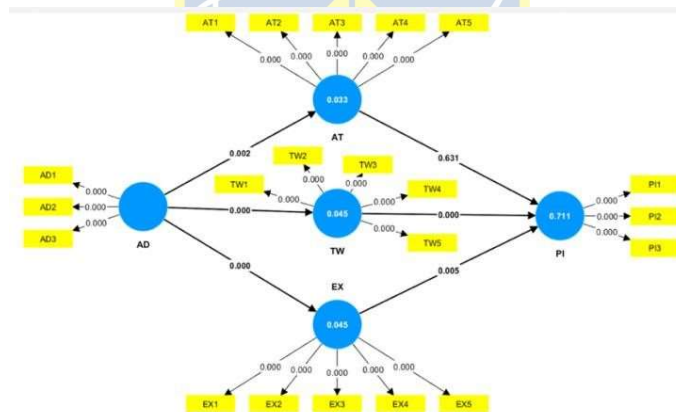 AT1 AT2 AT3 AT4 AT5
0.000 0.000 0.000 0.000 0.000
0.033
AT
0.002 0.631
TW2 TW3
AD1 0.000 0.000 0.000
TW1 TW4 PI1
0.000 0.000 0.000
AD2 0.000 0.000 0.045 0.000 0.711 0.000 PI2
AD3 0.000 0.000 TW5 0.000 PI3
AD TW PI
0.000 EX 0.005
0.045
0.000 0.000 0.000 0.000 0.000
EX1 EX2 EX3 EX4 EX5